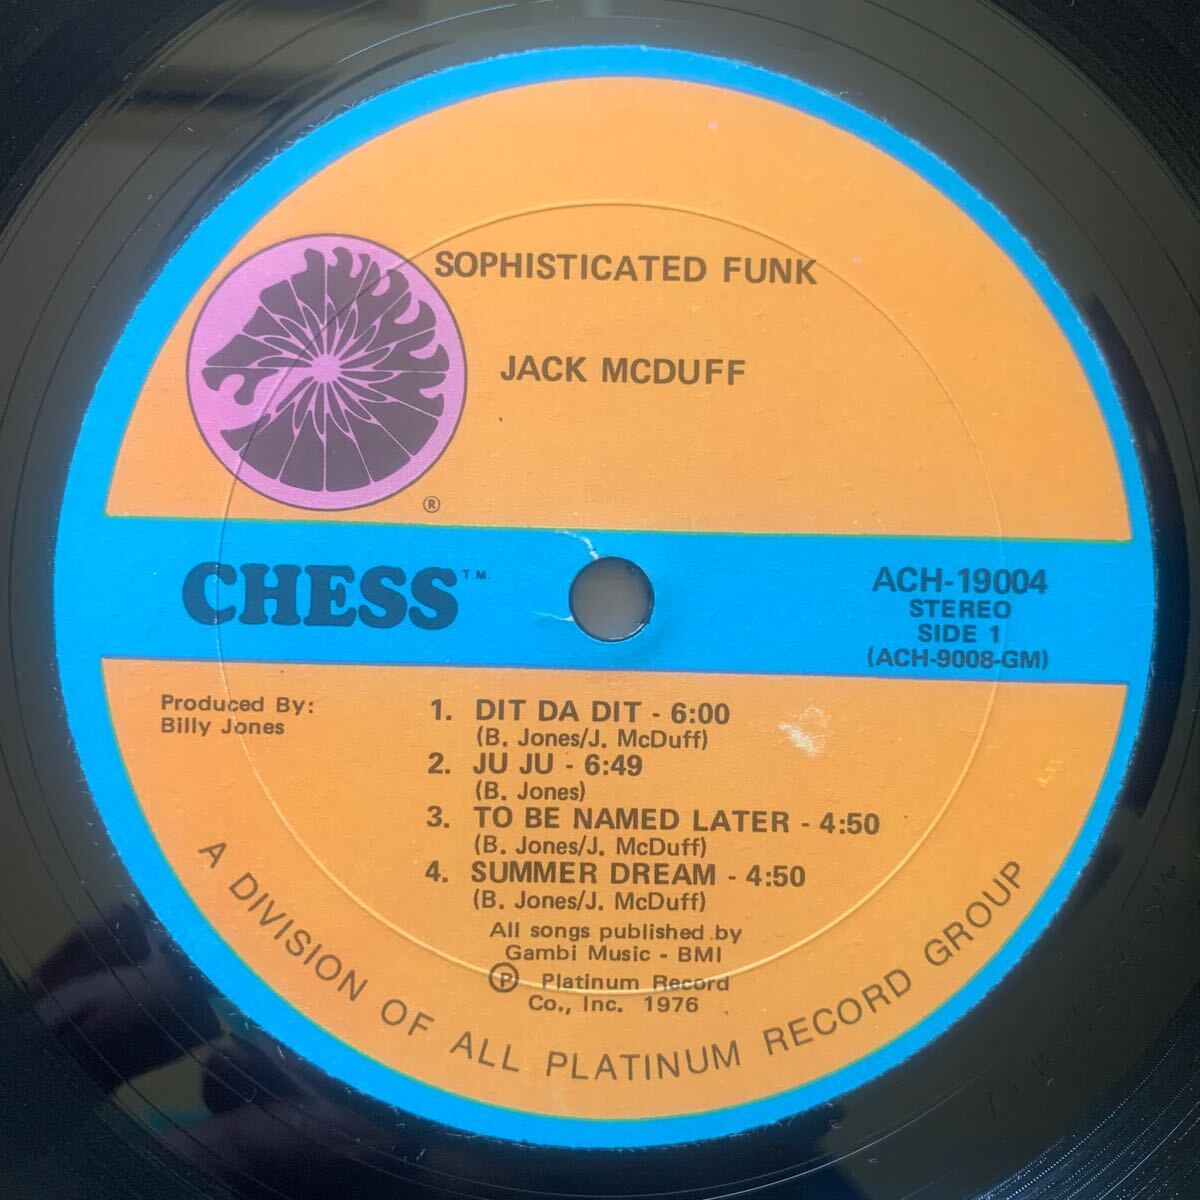 SOPHISTICATED FUNK
JACK MCDUFF
®
CHESS T.M.
ACH-19004
STEREO
SIDE 1
(ACH-9008-GM)
Produced By:
Billy Jones
1. DIT DA DIT - 6:00
(B. Jones/J. McDuff)
2. JU JU - 6:49
(B. Jones)
3. TO BE NAMED LATER - 4:50
(B. Jones/J. McDuff)
4. SUMMER DREAM - 4:50
(B. Jones/J. McDuff)
All songs published by
Gambi Music - BMI
Ⓟ Platinum Record
Co., Inc. 1976
A DIVISION OF ALL PLATINUM RECORD GROUP